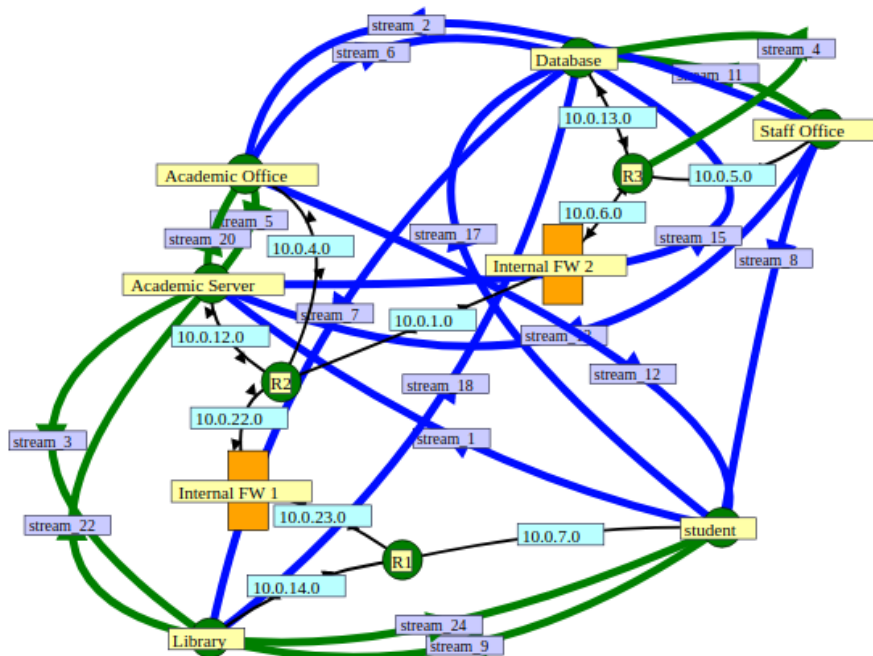 stream_2
stream_6
Database
stream_4
stream_11
10.0.13.0
Staff Office
Academic Office
R3
10.0.5.0
stream_5
10.0.6.0
stream_20
10.0.4.0
stream_17
stream_15
Internal FW 2
stream_8
Academic Server
stream_7
10.0.1.0
10.0.12.0
stream_12
R2
stream_18
10.0.22.0
stream_3
stream_1
Internal FW 1
10.0.23.0
stream_22
student
10.0.7.0
R1
10.0.14.0
stream_24
Library
stream_9